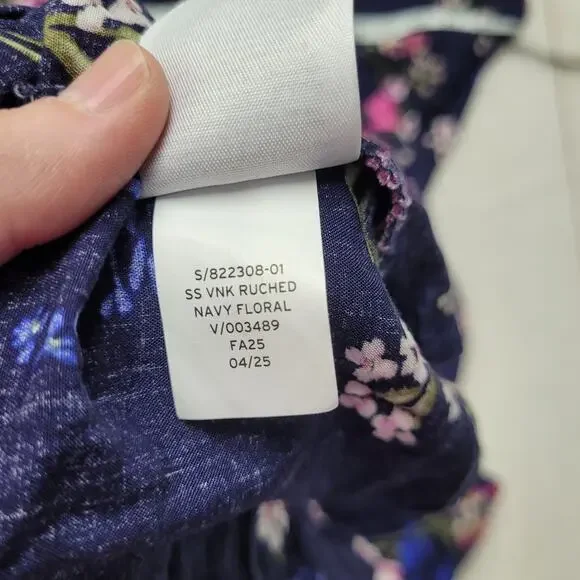 S/822308-01
SS VNK RUCHED
NAVY FLORAL
V/003489
FA25
04/25